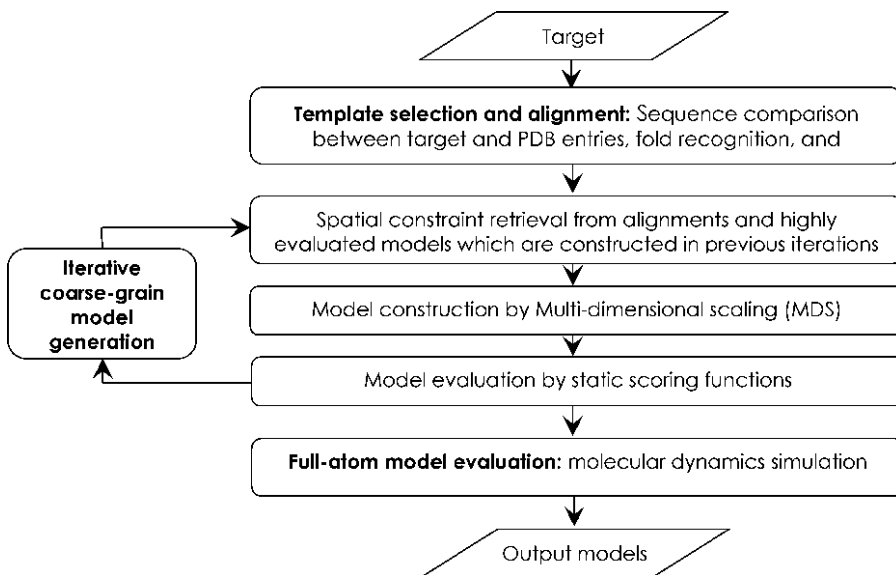 Target
Template selection and alignment: Sequence comparison
between target and PDB entries, fold recognition, and
Spatial constraint retrieval from alignments and highly
evaluated models which are constructed in previous iterations
Iterative
coarse-grain
model
generation
Model construction by Multi-dimensional scaling (MDS)
Model evaluation by static scoring functions
Full-atom model evaluation: molecular dynamics simulation
Output models